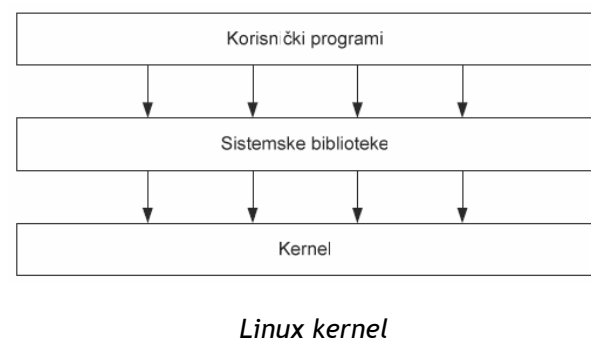 Korisnički programi
Sistemske biblioteke
Kernel
Linux kernel